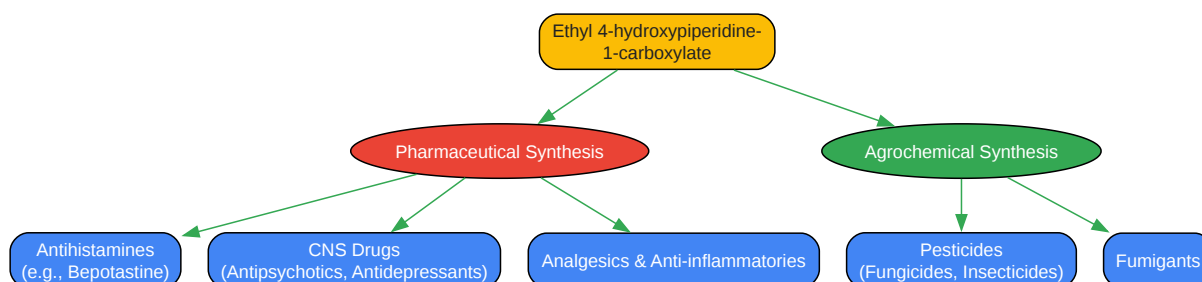 Ethyl 4-hydroxypiperidine-
1-carboxylate
Pharmaceutical Synthesis
Agrochemical Synthesis
Antihistamines
(e.g., Bepotastine)
CNS Drugs
(Antipsychotics, Antidepressants)
Analgesics & Anti-inflammatories
Pesticides
(Fungicides, Insecticides)
Fumigants